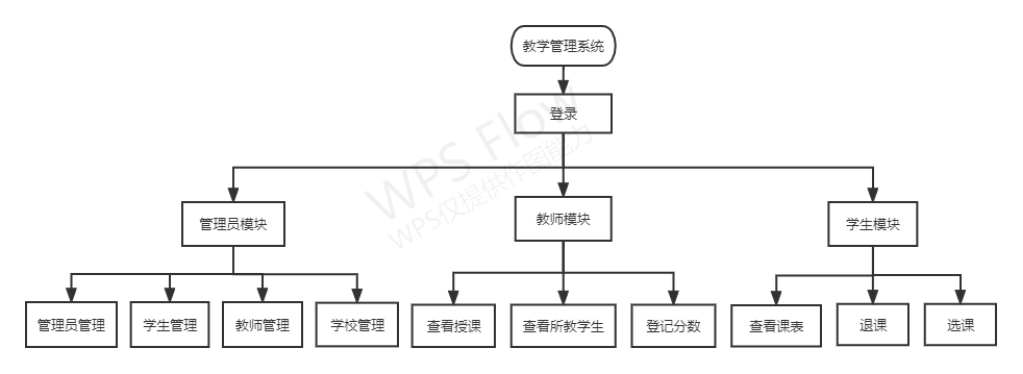 教学管理系统
登录
WPS Flow
WPS仅提供作图能力
管理员模块
教师模块
学生模块
管理员管理
学生管理
教师管理
学校管理
查看授课
查看所教学生
登记分数
查看课表
退课
选课